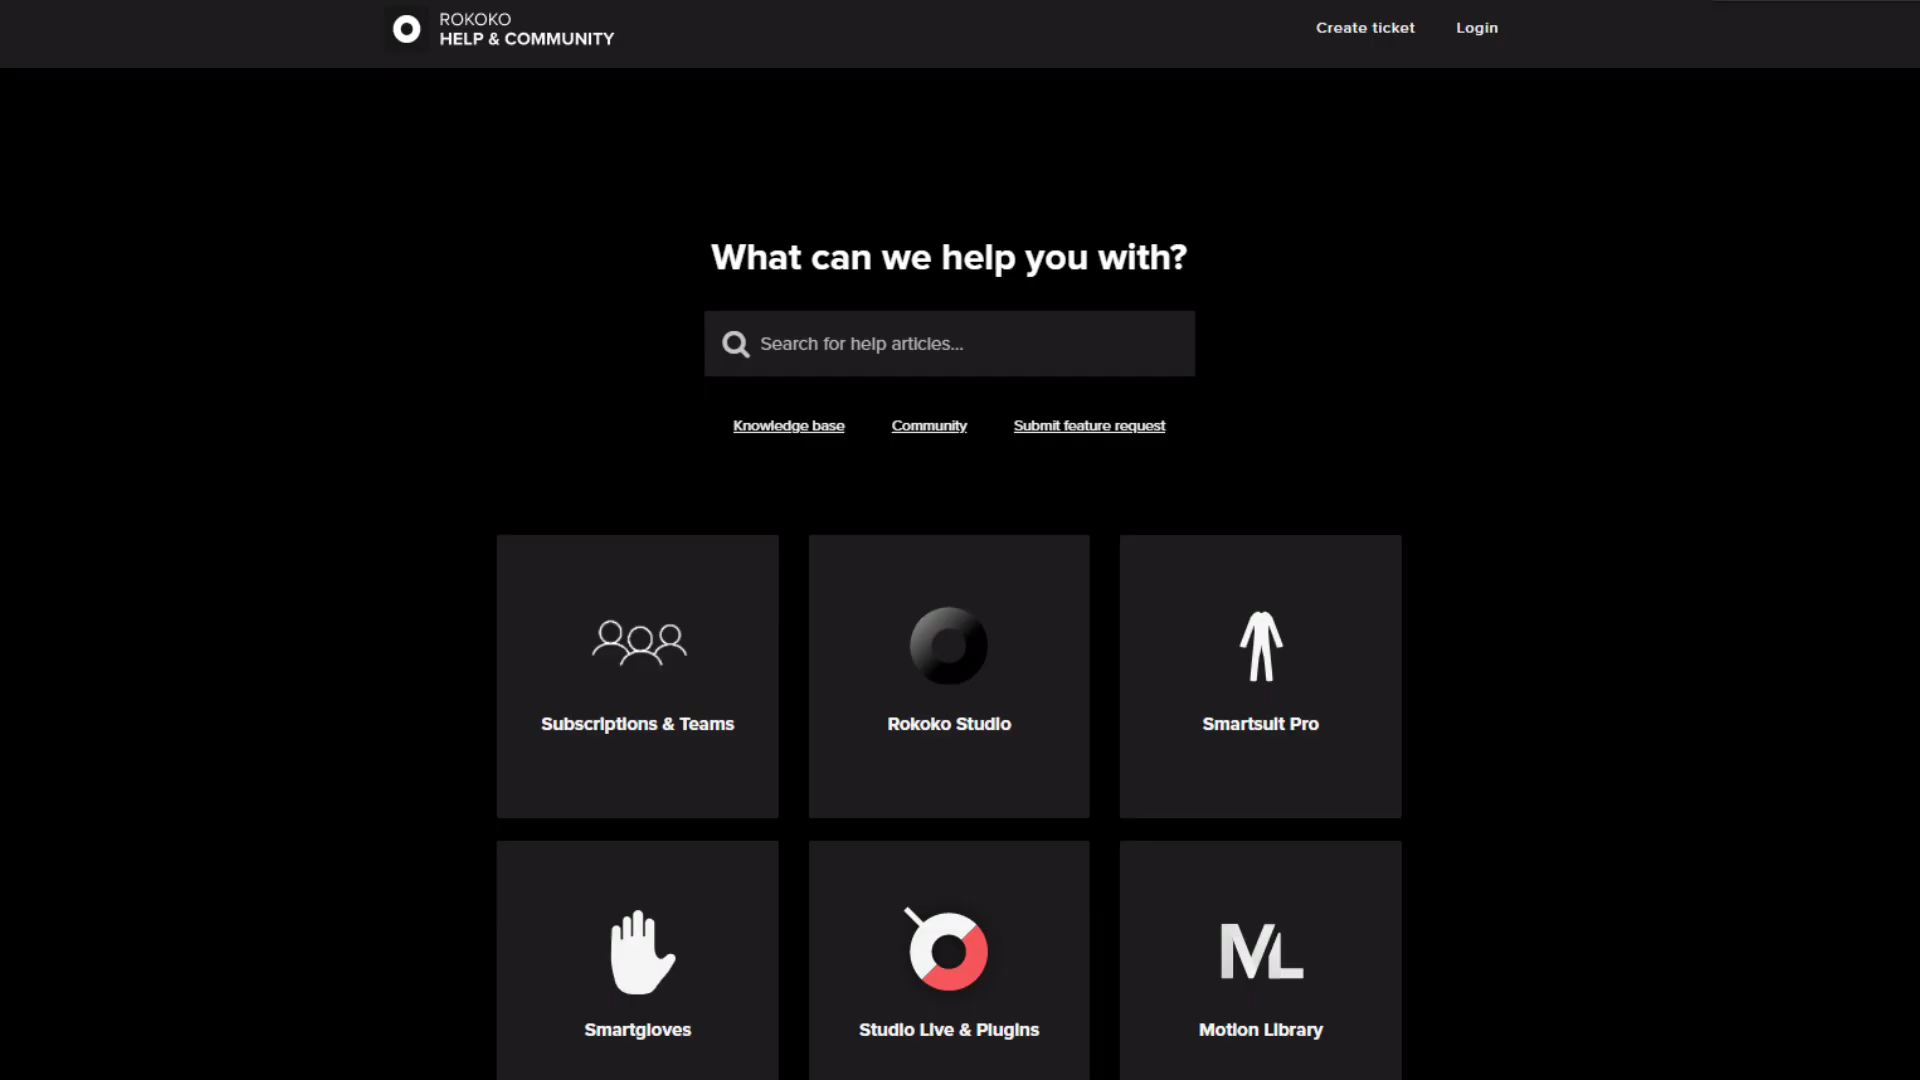 ROKOKO
HELP & COMMUNITY
Create ticket
Login
What can we help you with?
Search for help articles...
Knowledge base
Community
Submit feature request
Subscriptions & Teams
Rokoko Studio
Smartsuit Pro
Smartgloves
Studio Live & Plugins
ML
Motion Library